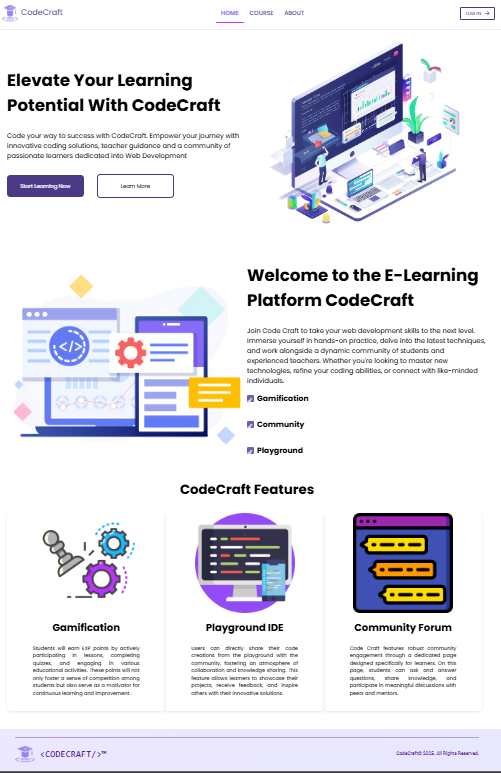 CodeCraft
HOME COURSE ABOUT
LOG IN
Elevate Your Learning
Potential With CodeCraft
Code your way to success with CodeCraft. Empower your journey with
innovative coding solutions, teacher guidance and a community of
passionate learners dedicated into Web Development
Start Learning Now
Learn More
Welcome to the E-Learning
Platform CodeCraft
Join Code Craft to take your web development skills to the next level.
Immerse yourself in hands-on practice, delve into the latest techniques,
and work alongside a dynamic community of students and
experienced teachers. Whether you're looking to master new
technologies, refine your coding abilities, or connect with like-minded
individuals.
Gamification
Community
Playground
CodeCraft Features
Gamification
Students will earn EXP points by actively
participating in lessons, completing
quizzes, and engaging in various
educational activities. These points will not
only foster a sense of competition among
students but also serve as a motivator for
continuous learning and improvement.
Playground IDE
Users can directly share their code
creations from the playground with the
community, fostering an atmosphere of
collaboration and knowledge sharing. This
feature allows learners to showcase their
projects, receive feedback, and inspire
others with their innovative solutions.
Community Forum
Code Craft features robust community
engagement through a dedicated page
designed specifically for learners. On this
page, students can ask and answer
questions, share knowledge, and
participate in meaningful discussions with
peers and mentors.
<CODECRAFT/>™
CodeCraft© 2025. All Rights Reserved.